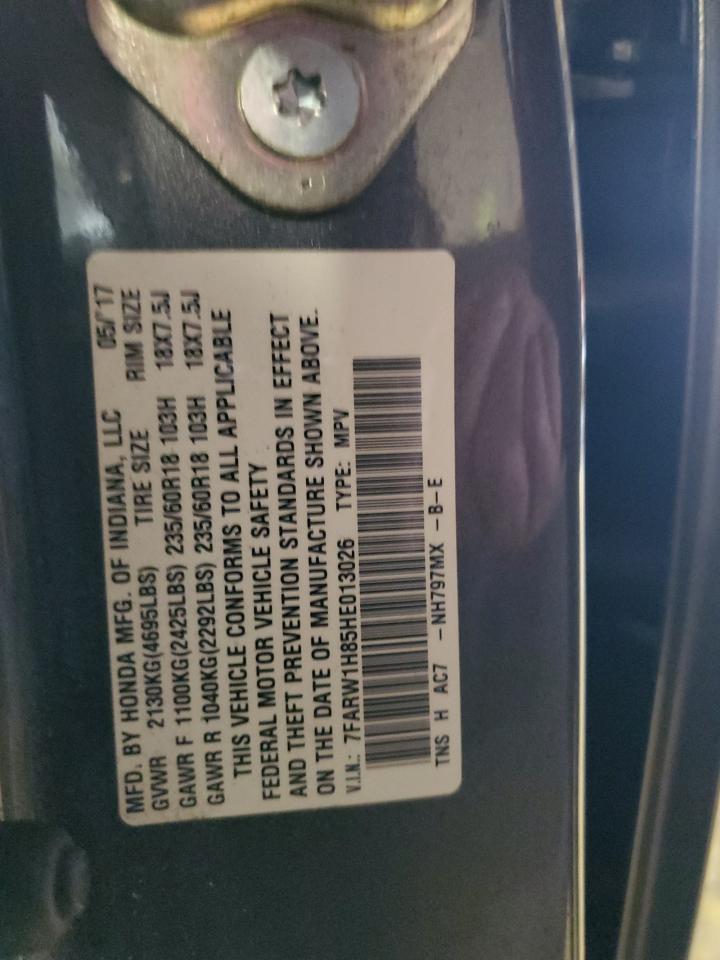 MFD. BY HONDA MFG. OF INDIANA, LLC 05/'17
GVWR 2130KG(4695LBS) TIRE SIZE RIM SIZE
GAWR F 1100KG(2425LBS) 235/60R18 103H 18X7.5J
GAWR R 1040KG(2292LBS) 235/60R18 103H 18X7.5J
THIS VEHICLE CONFORMS TO ALL APPLICABLE
FEDERAL MOTOR VEHICLE SAFETY
AND THEFT PREVENTION STANDARDS IN EFFECT
ON THE DATE OF MANUFACTURE SHOWN ABOVE.
V.I.N.: 7FARW1H85HE013026 TYPE: MPV
TNS H AC7 -NH797MX -B-E